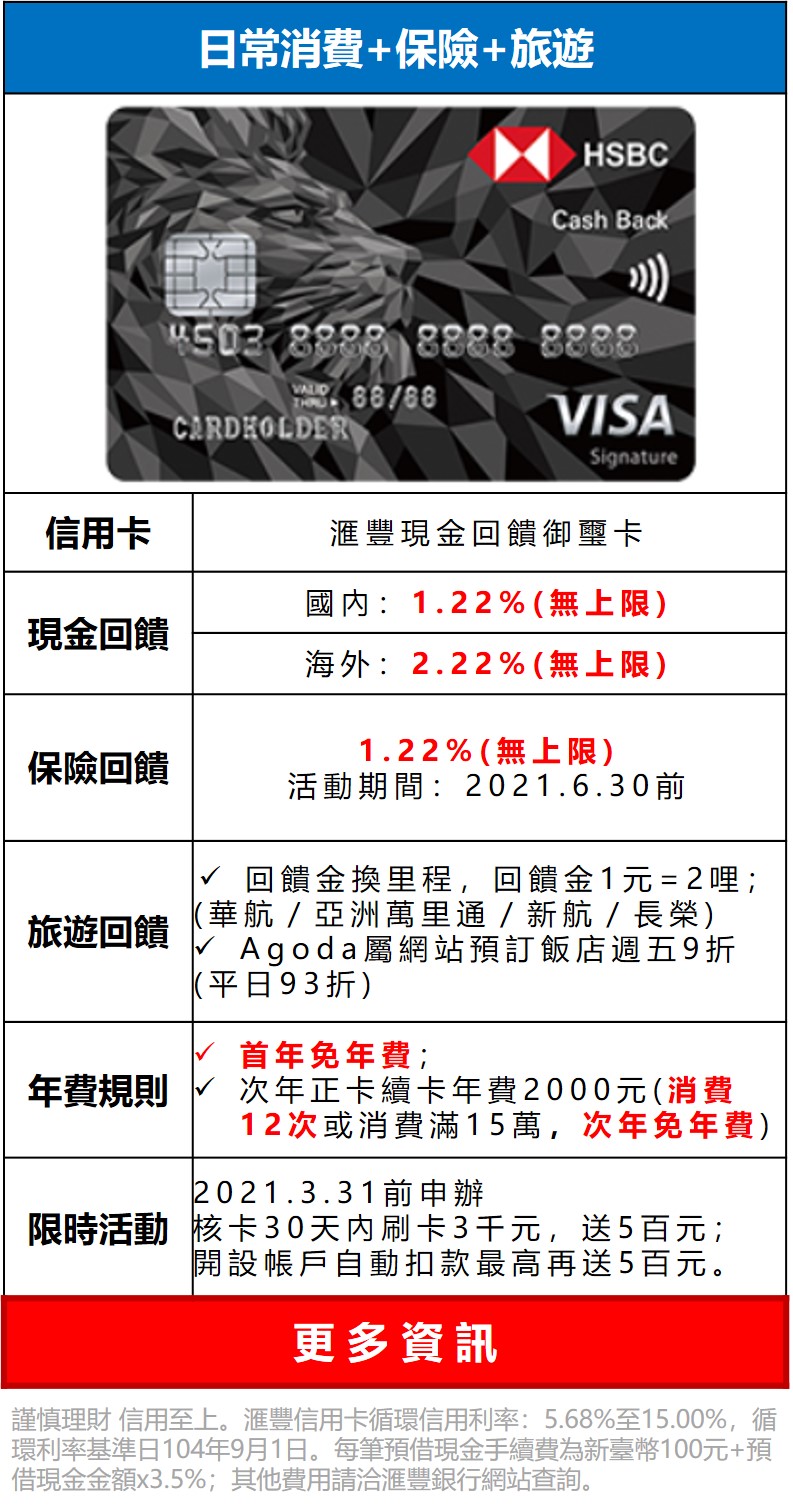 日常消費+保險+旅遊
HSBC
Cash Back
4503 8888 8888 8888
VALID
THRU 88/88
CARDHOLDER
VISA
Signature
信用卡
滙豐現金回饋御璽卡
現金回饋
國內：1.22%(無上限)
海外：2.22%(無上限)
保險回饋
1.22%(無上限)
活動期間：2021.6.30前
旅遊回饋
✓ 回饋金換里程，回饋金1元=2哩；
(華航/亞洲萬里通/新航/長榮)
✓ Agoda屬網站預訂飯店週五9折
(平日93折)
年費規則
✓ 首年免年費；
✓ 次年正卡續卡年費2000元(消費
12次或消費滿15萬，次年免年費)
限時活動
2021.3.31前申辦
核卡30天內刷卡3千元，送5百元；
開設帳戶自動扣款最高再送5百元。
更多資訊
謹慎理財 信用至上。滙豐信用卡循環信用利率：5.68%至15.00%，循
環利率基準日104年9月1日。每筆預借現金手續費為新臺幣100元+預
借現金金額x3.5%；其他費用請洽滙豐銀行網站查詢。